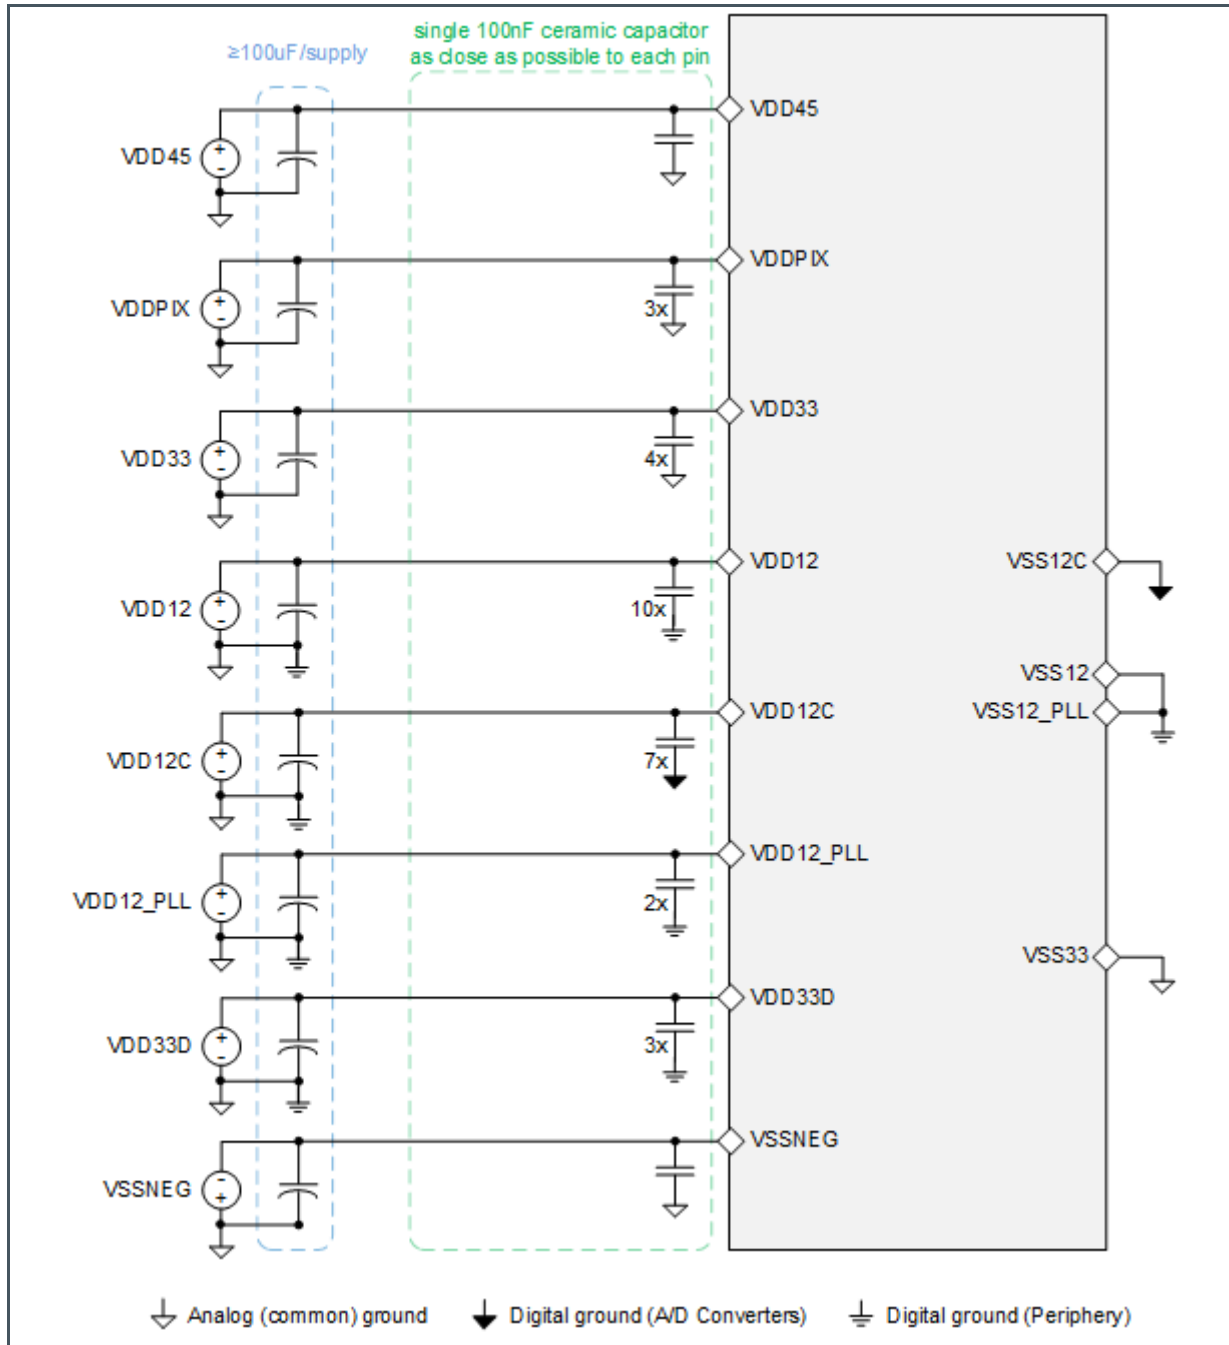 single 100nF ceramic capacitor
as close as possible to each pin
≥100uF/supply
VDD45
+
-
VDD45
VDDPIX
+
-
3x
VDDPIX
VDD33
+
-
4x
VDD33
VDD12
+
-
10x
VDD12
VSS12C
VSS12
VDD12C
+
-
7x
VDD12C
VSS12_PLL
VDD12_PLL
+
-
2x
VDD12_PLL
VSS33
VDD33D
+
-
3x
VDD33D
VSSNEG
-
+
VSSNEG
Analog (common) ground
Digital ground (A/D Converters)
Digital ground (Periphery)